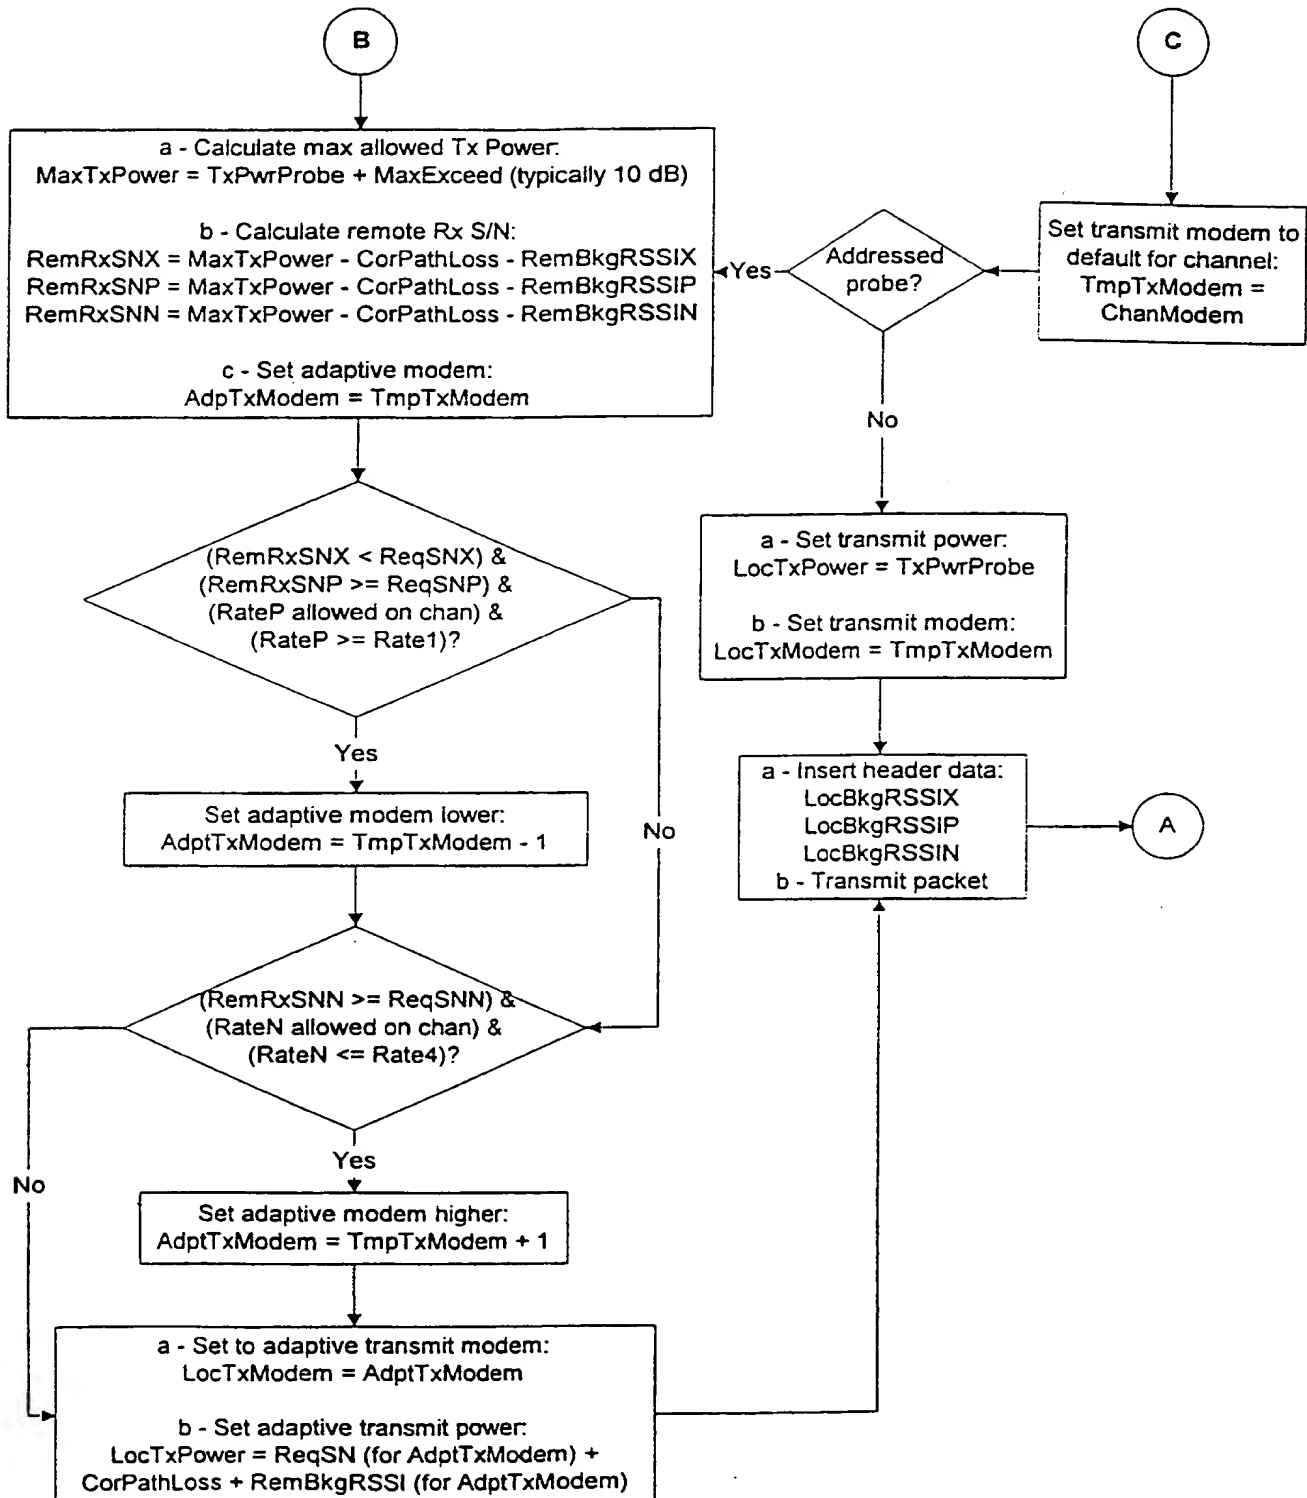 B
C
a - Calculate max allowed Tx Power:
MaxTxPower = TxPwrProbe + MaxExceed (typically 10 dB)
b - Calculate remote Rx S/N:
RemRxSNX = MaxTxPower - CorPathLoss - RemBkgRSSIX
RemRxSNP = MaxTxPower - CorPathLoss - RemBkgRSSIP
RemRxSNN = MaxTxPower - CorPathLoss - RemBkgRSSIN
c - Set adaptive modem:
AdpTxModem = TmpTxModem
Yes
Addressed
probe?
Set transmit modem to
default for channel:
TmpTxModem =
ChanModem
No
(RemRxSNX < ReqSNX) &
(RemRxSNP >= ReqSNP) &
(RateP allowed on chan) &
(RateP >= Rate1)?
a - Set transmit power:
LocTxPower = TxPwrProbe
b - Set transmit modem:
LocTxModem = TmpTxModem
Yes
Set adaptive modem lower:
AdptTxModem = TmpTxModem - 1
No
a - Insert header data:
LocBkgRSSIX
LocBkgRSSIP
LocBkgRSSIN
b - Transmit packet
A
(RemRxSNN >= ReqSNN) &
(RateN allowed on chan) &
(RateN <= Rate4)?
Yes
No
Set adaptive modem higher:
AdptTxModem = TmpTxModem + 1
a - Set to adaptive transmit modem:
LocTxModem = AdptTxModem
b - Set adaptive transmit power:
LocTxPower = ReqSN (for AdptTxModem) +
CorPathLoss + RemBkgRSSI (for AdptTxModem)